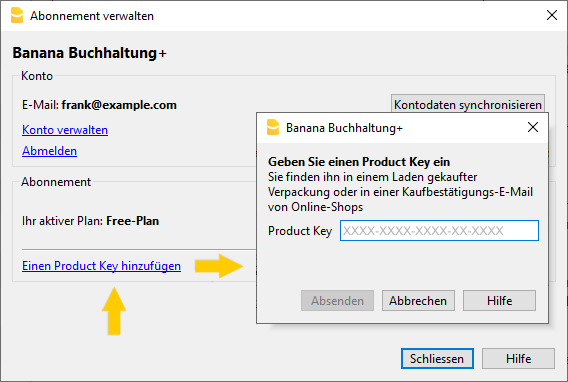 Abonnement verwalten
Banana Buchhaltung+
Konto
E-Mail: frank@example.com
Kontodaten synchronisieren
Konto verwalten
Abmelden
Abonnement
Ihr aktiver Plan: Free-Plan
Einen Product Key hinzufügen
Banana Buchhaltung+
Geben Sie einen Product Key ein
Sie finden ihn in einem Laden gekaufter
Verpackung oder in einer Kaufbestätigungs-E-Mail
von Online-Shops
Product Key XXXX-XXXX-XXXX-XX-XXXX
Absenden Abbrechen Hilfe
Schliessen Hilfe